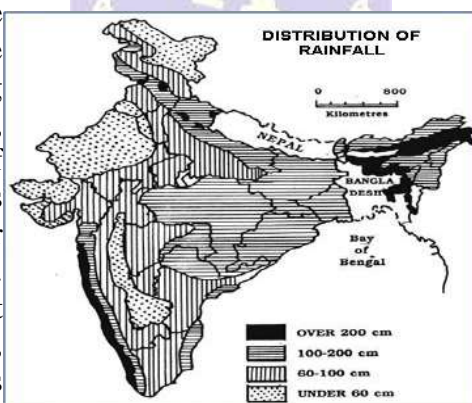 DISTRIBUTION OF
RAINFALL
0 800
Kilometres
NEPAL
BANGLA
DESH
Bay
of
Bengal
OVER 200 cm
100-200 cm
60-100 cm
UNDER 60 cm